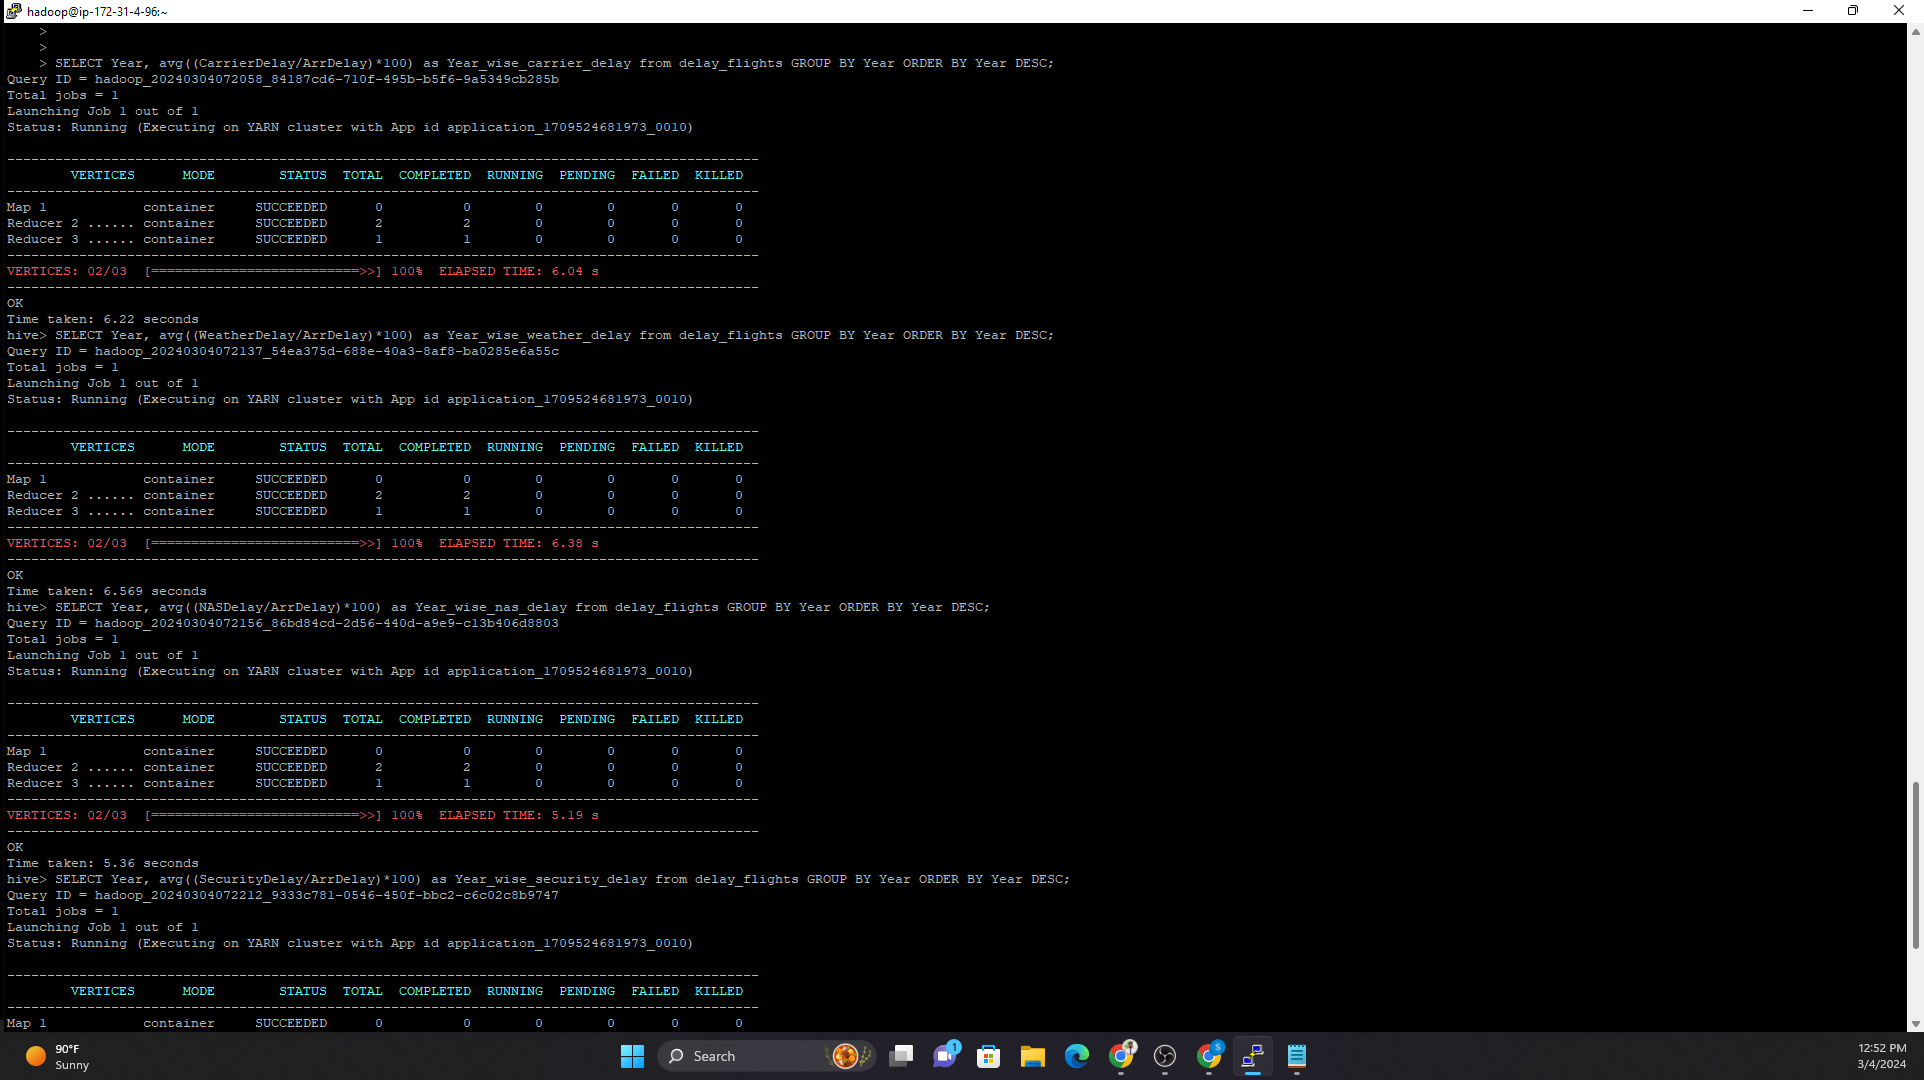 hadoop@ip-172-31-4-96:~
>
>
> SELECT Year, avg((CarrierDelay/ArrDelay)*100) as Year_wise_carrier_delay from delay_flights GROUP BY Year ORDER BY Year DESC;
Query ID = hadoop_20240304072058_84187cd6-710f-495b-b5f6-9a5349cb285b
Total jobs = 1
Launching Job 1 out of 1
Status: Running (Executing on YARN cluster with App id application_1709524681973_0010)
----------------------------------------------------------------------------------------------
VERTICES MODE STATUS TOTAL COMPLETED RUNNING PENDING FAILED KILLED
----------------------------------------------------------------------------------------------
Map 1 container SUCCEEDED 0 0 0 0 0 0
Reducer 2 ...... container SUCCEEDED 2 2 0 0 0 0
Reducer 3 ...... container SUCCEEDED 1 1 0 0 0 0
----------------------------------------------------------------------------------------------
VERTICES: 02/03 [==========================>>] 100% ELAPSED TIME: 6.04 s
----------------------------------------------------------------------------------------------
OK
Time taken: 6.22 seconds
hive> SELECT Year, avg((WeatherDelay/ArrDelay)*100) as Year_wise_weather_delay from delay_flights GROUP BY Year ORDER BY Year DESC;
Query ID = hadoop_20240304072137_54ea375d-688e-40a3-8af8-ba0285e6a55c
Total jobs = 1
Launching Job 1 out of 1
Status: Running (Executing on YARN cluster with App id application_1709524681973_0010)
----------------------------------------------------------------------------------------------
VERTICES MODE STATUS TOTAL COMPLETED RUNNING PENDING FAILED KILLED
----------------------------------------------------------------------------------------------
Map 1 container SUCCEEDED 0 0 0 0 0 0
Reducer 2 ...... container SUCCEEDED 2 2 0 0 0 0
Reducer 3 ...... container SUCCEEDED 1 1 0 0 0 0
----------------------------------------------------------------------------------------------
VERTICES: 02/03 [==========================>>] 100% ELAPSED TIME: 6.38 s
----------------------------------------------------------------------------------------------
OK
Time taken: 6.569 seconds
hive> SELECT Year, avg((NASDelay/ArrDelay)*100) as Year_wise_nas_delay from delay_flights GROUP BY Year ORDER BY Year DESC;
Query ID = hadoop_20240304072156_86bd84cd-2d56-440d-a9e9-c13b406d8803
Total jobs = 1
Launching Job 1 out of 1
Status: Running (Executing on YARN cluster with App id application_1709524681973_0010)
----------------------------------------------------------------------------------------------
VERTICES MODE STATUS TOTAL COMPLETED RUNNING PENDING FAILED KILLED
----------------------------------------------------------------------------------------------
Map 1 container SUCCEEDED 0 0 0 0 0 0
Reducer 2 ...... container SUCCEEDED 2 2 0 0 0 0
Reducer 3 ...... container SUCCEEDED 1 1 0 0 0 0
----------------------------------------------------------------------------------------------
VERTICES: 02/03 [==========================>>] 100% ELAPSED TIME: 5.19 s
----------------------------------------------------------------------------------------------
OK
Time taken: 5.36 seconds
hive> SELECT Year, avg((SecurityDelay/ArrDelay)*100) as Year_wise_security_delay from delay_flights GROUP BY Year ORDER BY Year DESC;
Query ID = hadoop_20240304072212_9333c781-0546-450f-bbc2-c6c02c8b9747
Total jobs = 1
Launching Job 1 out of 1
Status: Running (Executing on YARN cluster with App id application_1709524681973_0010)
----------------------------------------------------------------------------------------------
VERTICES MODE STATUS TOTAL COMPLETED RUNNING PENDING FAILED KILLED
----------------------------------------------------------------------------------------------
Map 1 container SUCCEEDED 0 0 0 0 0 0
90°F
Sunny
Search
1
S
12:52 PM
3/4/2024